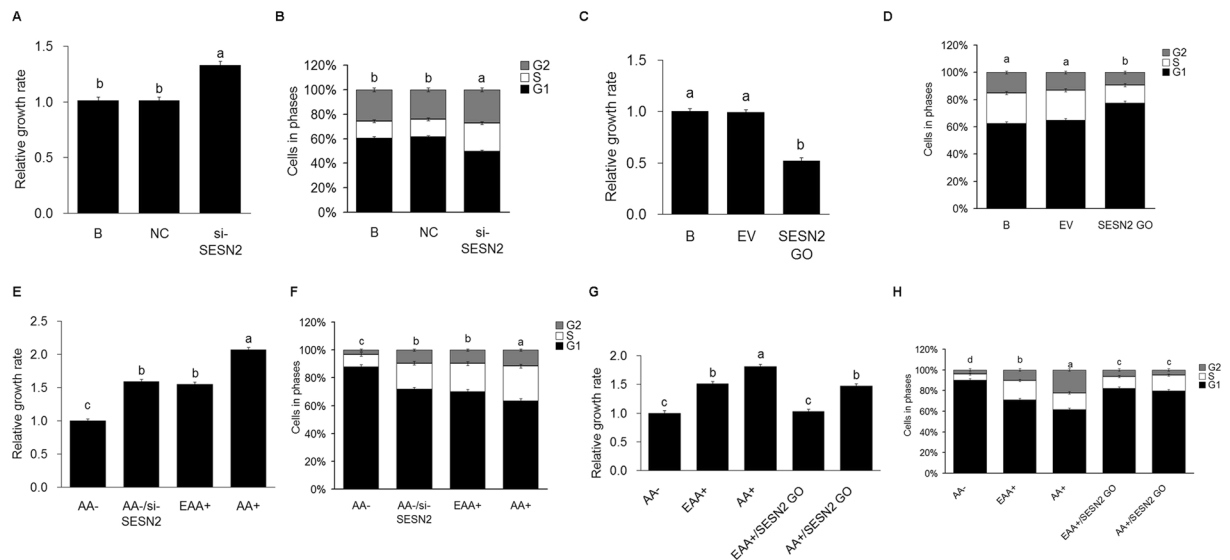 A
Relative growth rate
1.5
1.0
0.5
0.0
b
b
a
B
NC
si-
SESN2
B
Cells in phases
120%
100%
80%
60%
40%
20%
0%
b
b
a
G2
S
G1
B
NC
si-
SESN2
C
Relative growth rate
1.5
1.0
0.5
0.0
a
a
b
B
EV
SESN2
GO
D
Cells in phases
120%
100%
80%
60%
40%
20%
0%
a
a
b
G2
S
G1
B
EV
SESN2 GO
E
Relative growth rate
2.5
2.0
1.5
1.0
0.5
0.0
c
b
b
a
AA-
AA-/si-
SESN2
EAA+
AA+
F
Cells in phases
120%
100%
80%
60%
40%
20%
0%
c
b
b
a
G2
S
G1
AA-
AA-/si-
SESN2
EAA+
AA+
G
Relative growth rate
2.0
1.5
1.0
0.5
0.0
c
b
a
c
b
AA-
EAA+
AA+
EAA+/SESN2 GO
AA+/SESN2 GO
H
Cells in phases
120%
100%
80%
60%
40%
20%
0%
d
b
a
c
c
G2
S
G1
AA-
EAA+
AA+
EAA+/SESN2 GO
AA+/SESN2 GO